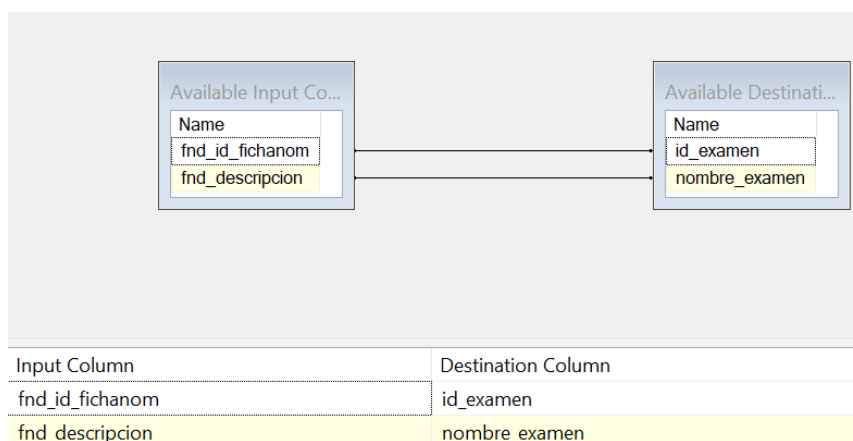 Available Input Co...
Name
fnd_id_fichanom
fnd_descripcion
Available Destinati...
Name
id_examen
nombre_examen
Input Column Destination Column
fnd_id_fichanom id_examen
fnd_descripcion nombre_examen